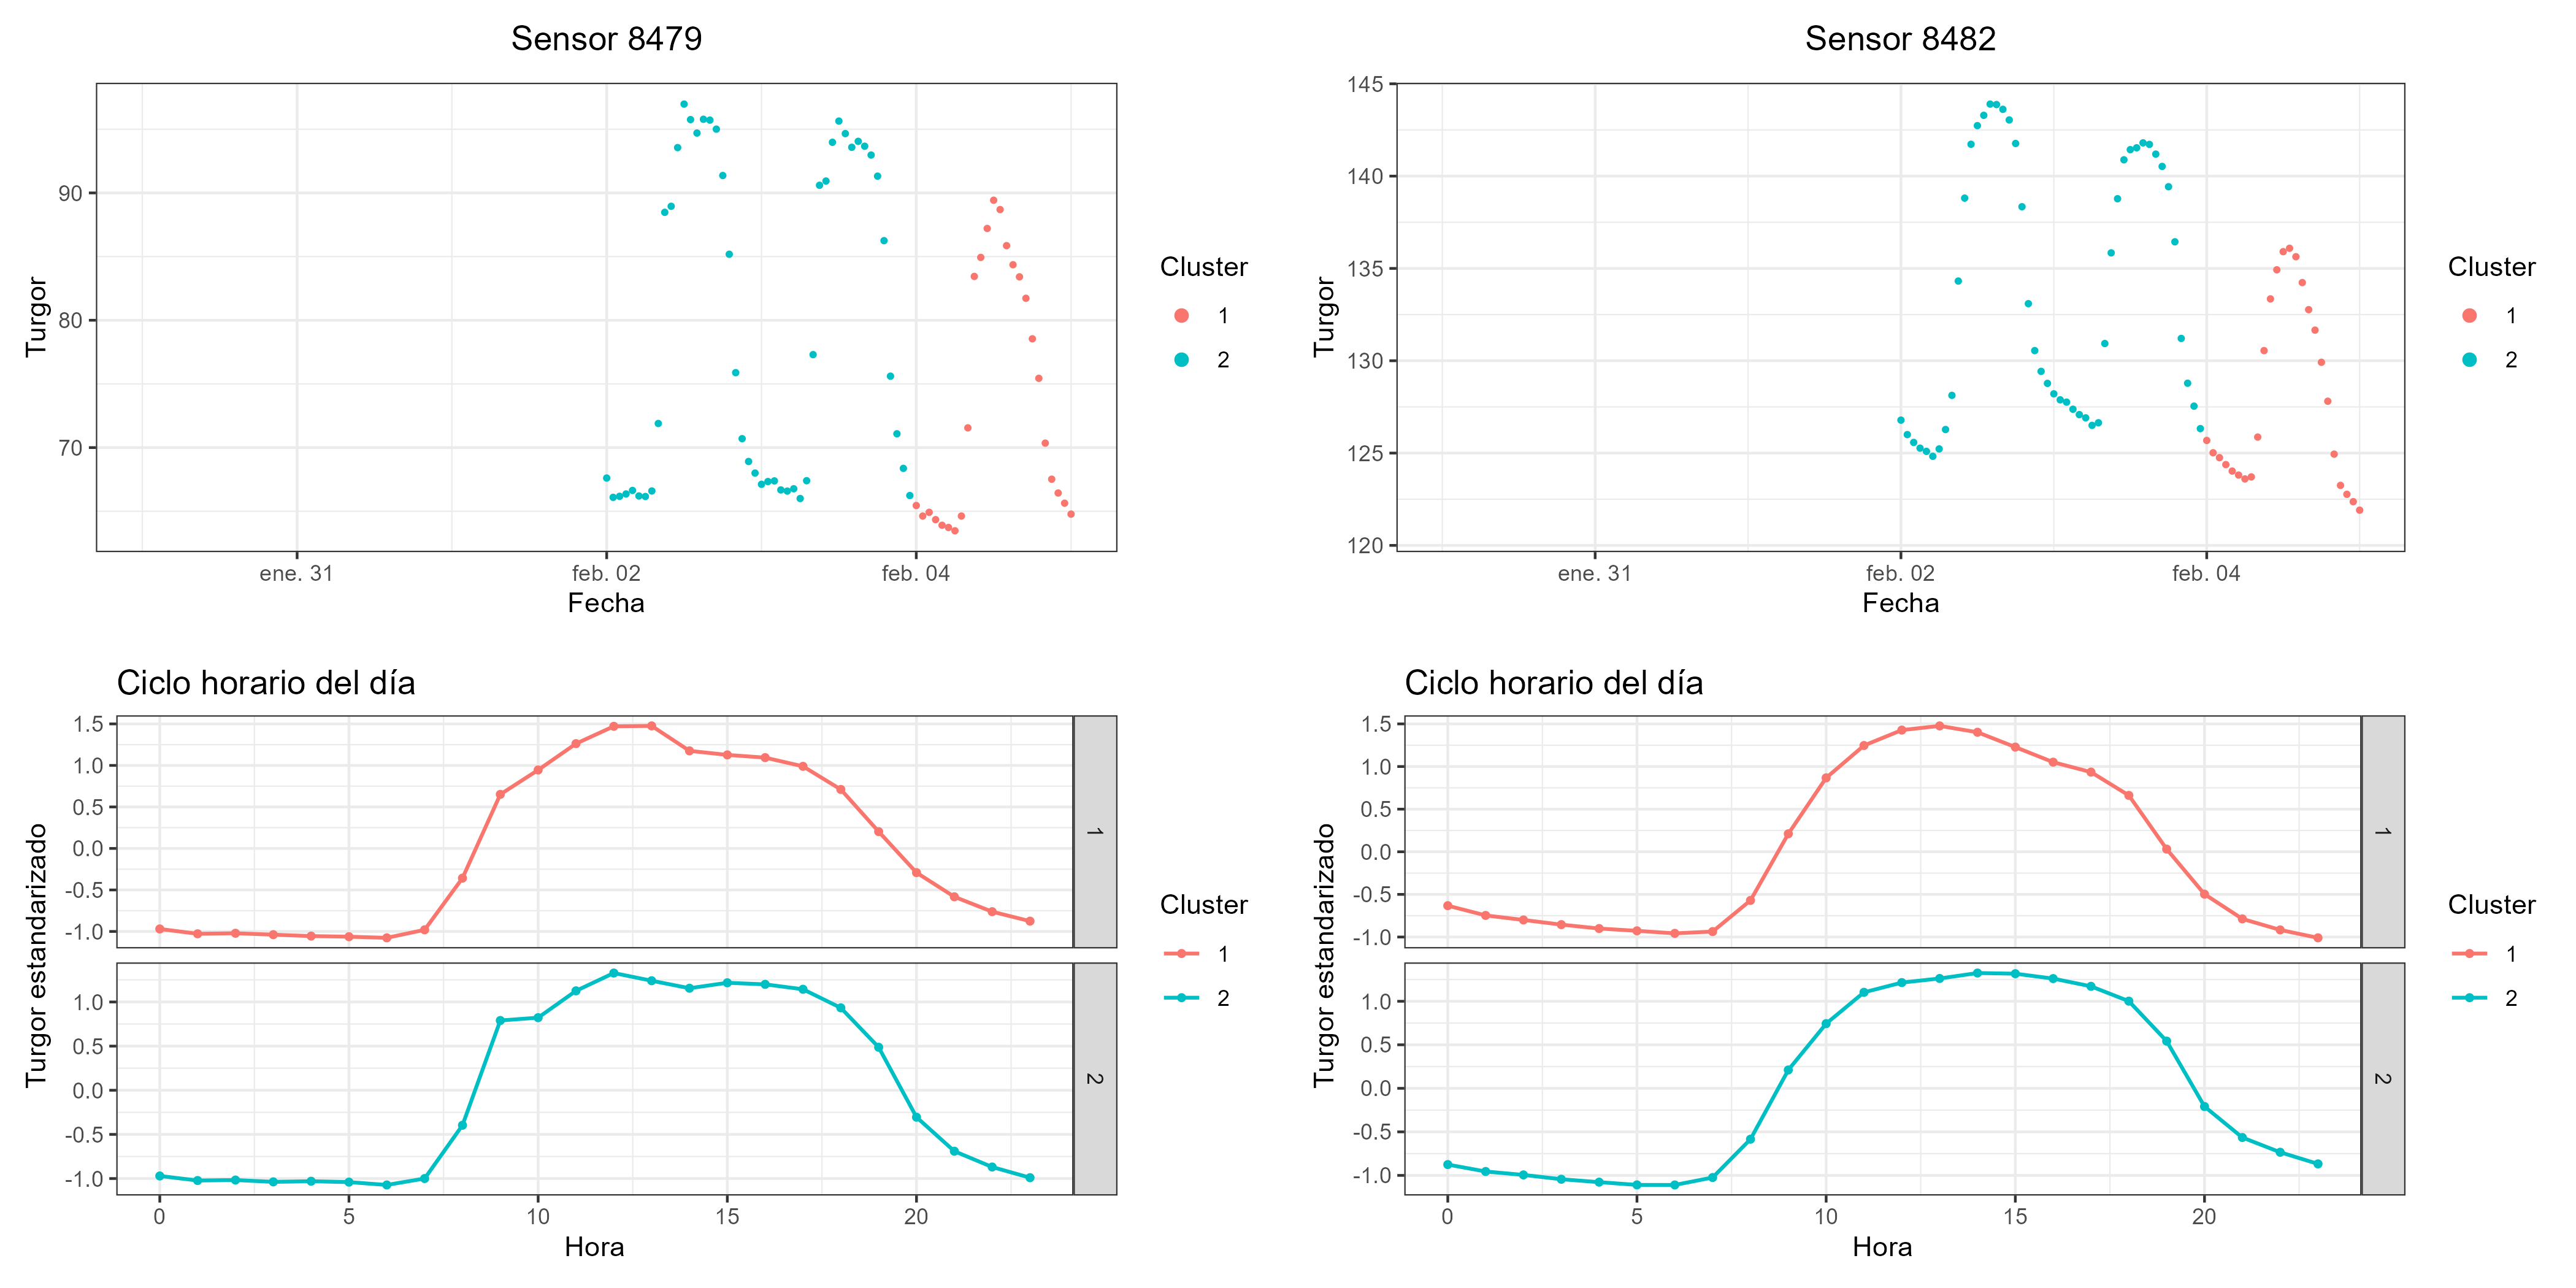 Sensor 8479
Turgor
90
80
70
ene. 31
feb. 02
feb. 04
Fecha
Cluster
1
2
Sensor 8482
Turgor
145
140
135
130
125
120
ene. 31
feb. 02
feb. 04
Fecha
Cluster
1
2
Ciclo horario del día
Turgor estandarizado
1.5
1.0
0.5
0.0
-0.5
-1.0
1
1.0
0.5
0.0
-0.5
-1.0
2
0
5
10
15
20
Hora
Cluster
1
2
Ciclo horario del día
Turgor estandarizado
1.5
1.0
0.5
0.0
-0.5
-1.0
1
1.0
0.5
0.0
-0.5
-1.0
2
0
5
10
15
20
Hora
Cluster
1
2